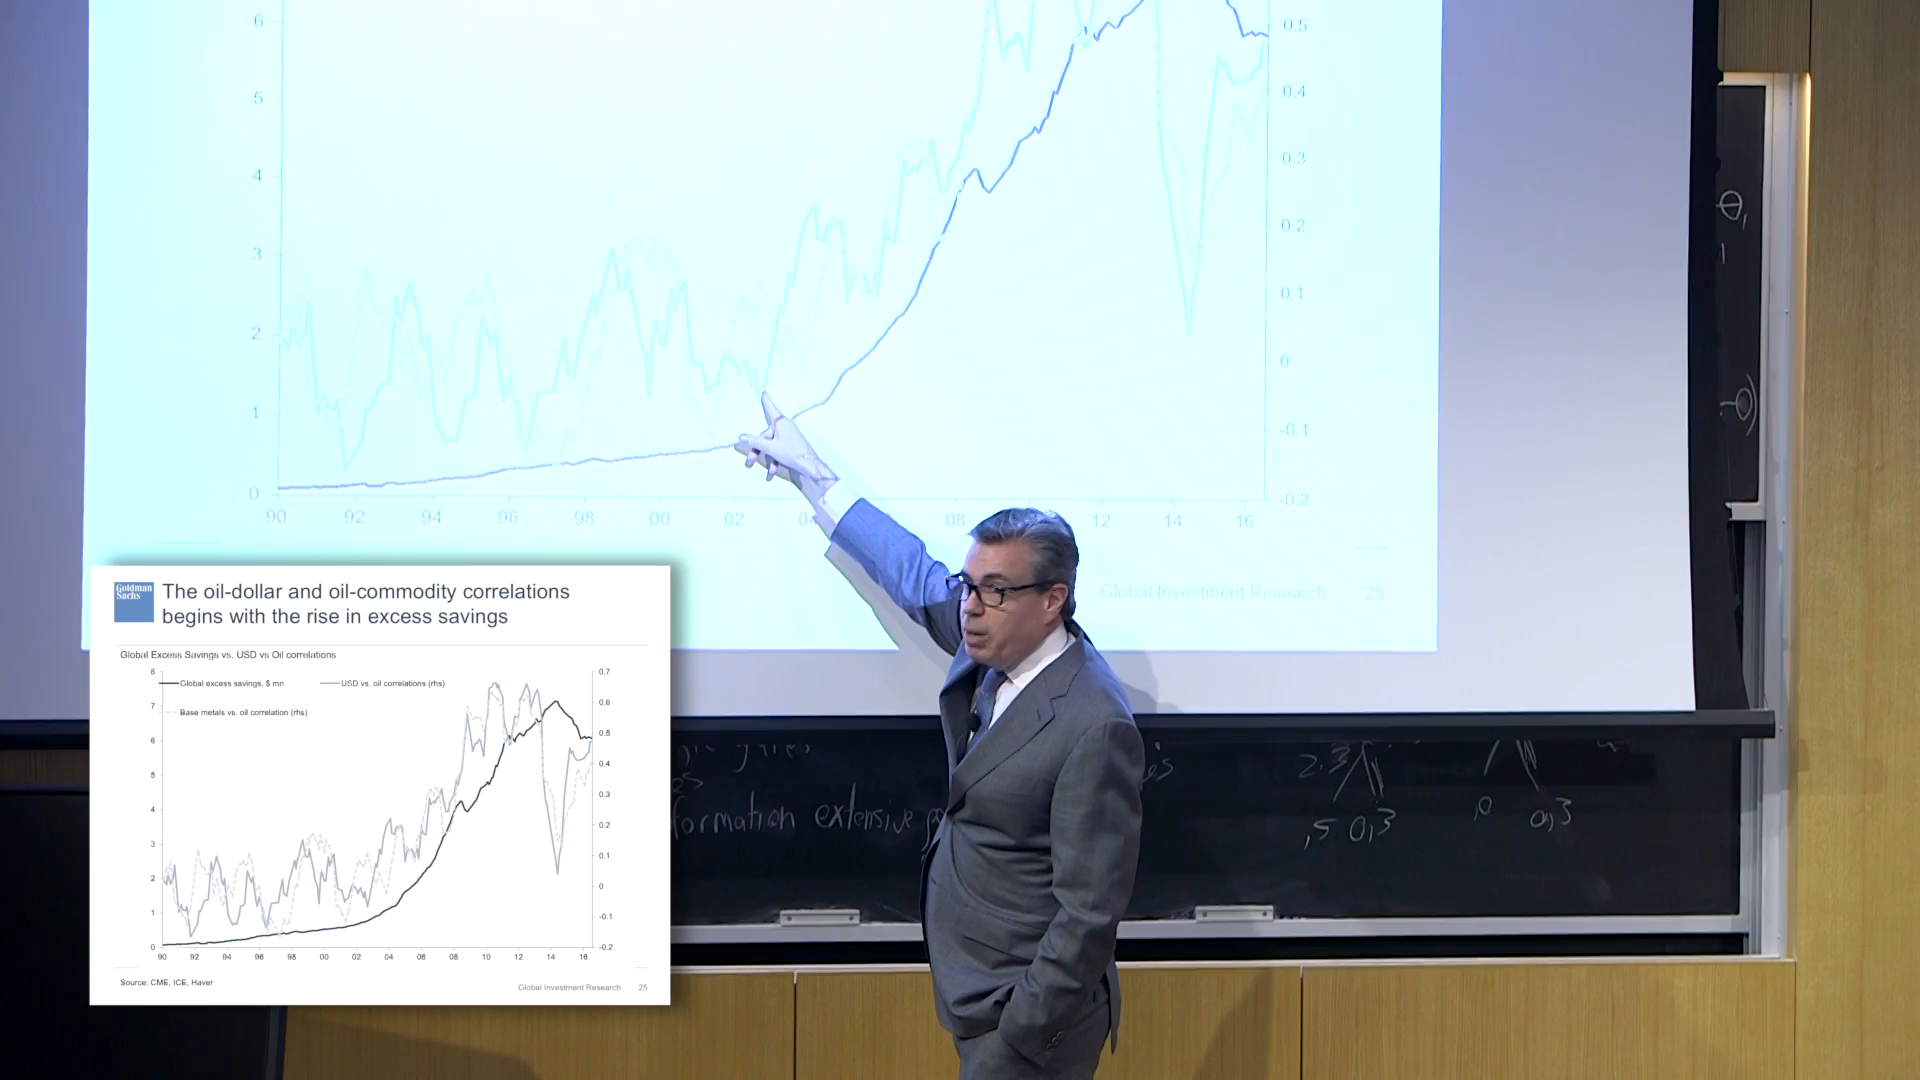 6
5
4
3
2
1
0
0.5
0.4
0.3
0.2
0.1
0
-0.1
-0.2
90 92 94 96 98 00 02 08 12 14 16
Global Investment Research 25
Goldman Sachs
The oil-dollar and oil-commodity correlations
begins with the rise in excess savings
Global Excess Savings vs. USD vs Oil correlations
8
7
6
5
4
3
2
1
0
Global excess savings, $ mn
USD vs. oil correlations (rhs)
Base metals vs. oil correlation (rhs)
0.7
0.6
0.5
0.4
0.3
0.2
0.1
0
-0.1
-0.2
90 92 94 96 98 00 02 04 06 08 10 12 14 16
Source: CME, ICE, Haver
Global Investment Research 25
formation extensive
2.3
,5 0,3
,0 0,3